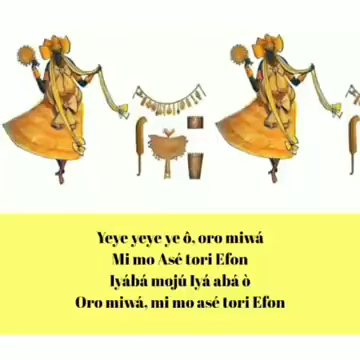 Yeye yeye ye ô, oro miwá
Mi mo Asé tori Efon
Iyábá mojú Iyá abá ò
Oro miwá, mi mo asé tori Efon